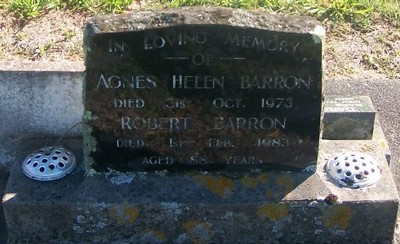 IN LOVING MEMORY
OF
AGNES HELEN BARRON
DIED 31ST OCT. 1973
ROBERT BARRON
DIED 1ST FEB. 1983
AGED 88 YEARS